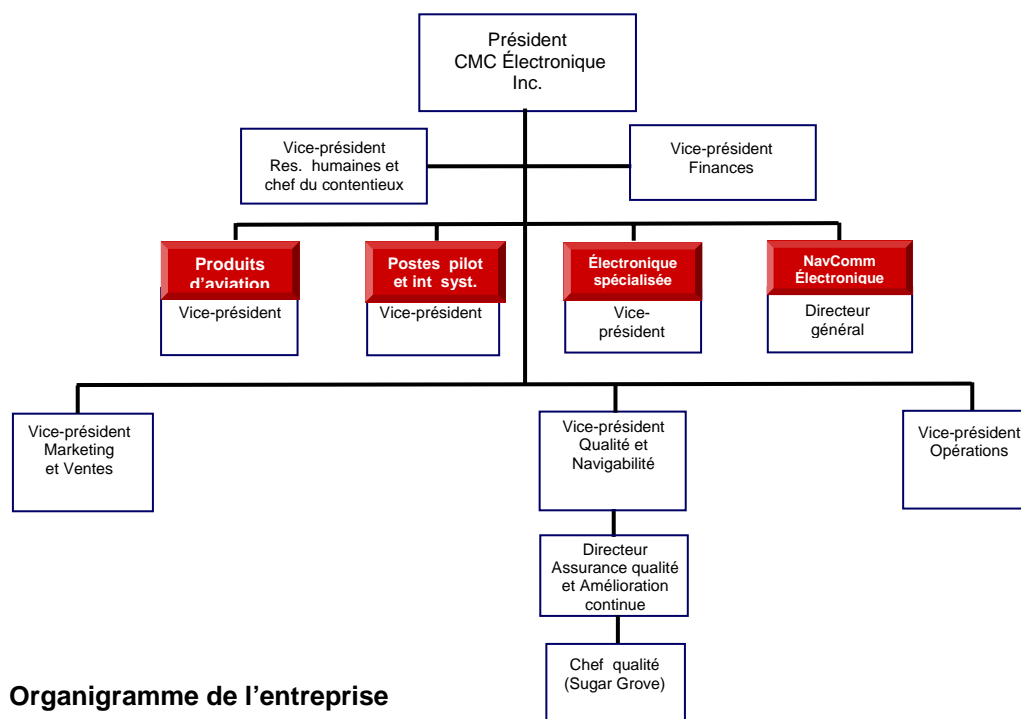 Président
CMC Électronique
Inc.
Vice-président
Res. humaines et
chef du contentieux
Vice-président
Finances
Produits
d’aviation
Vice-président
Postes pilot
et int syst.
Vice-président
Électronique
spécialisée
Vice-
président
NavComm
Électronique
Directeur
général
Vice-président
Marketing
et Ventes
Vice-président
Qualité et
Navigabilité
Vice-président
Opérations
Directeur
Assurance qualité
et Amélioration
continue
Chef qualité
(Sugar Grove)
Organigramme de l’entreprise